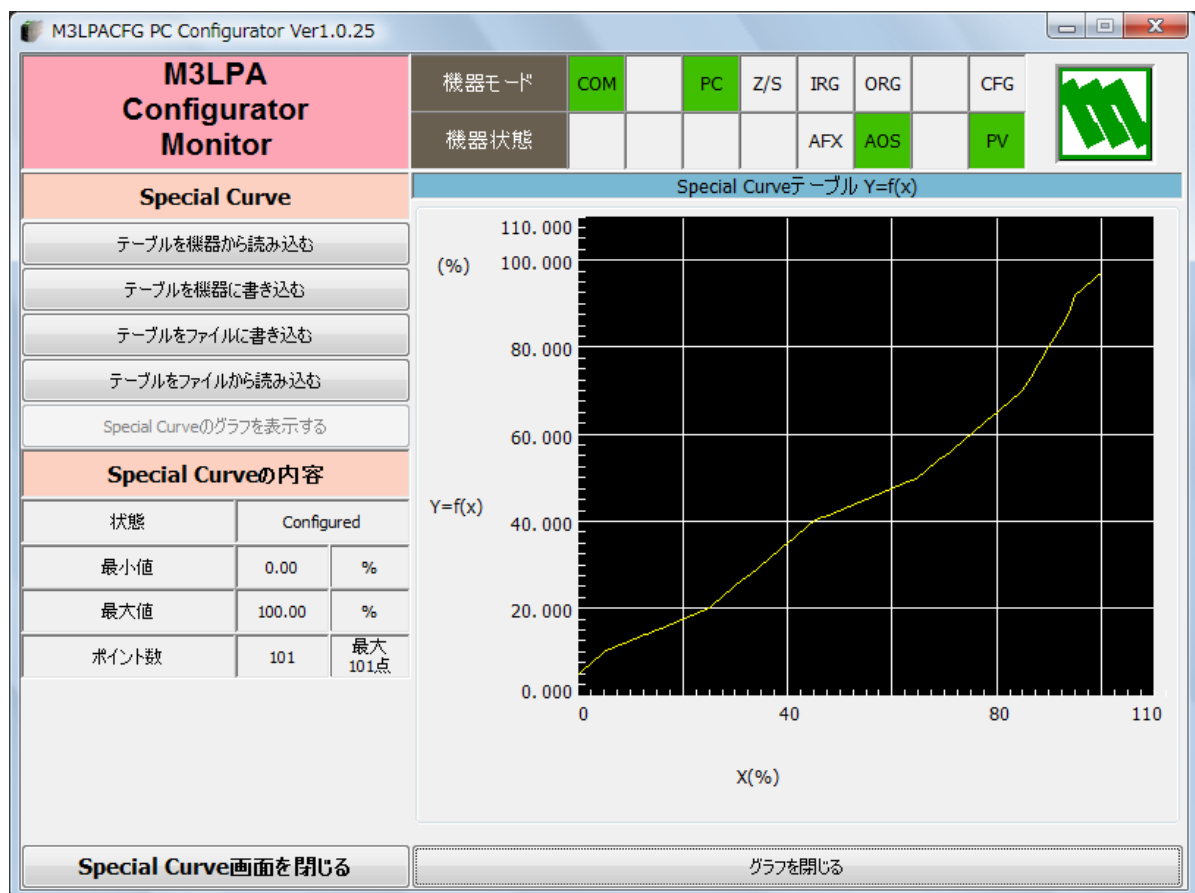 M3LPACFG PC Configurator Ver1.0.25
M3LPA
Configurator
Monitor
機器モード
COM
PC
Z/S
IRG
ORG
CFG
機器状態
AFX
AOS
PV
Special Curve
Special Curveテーブル Y=f(x)
テーブルを機器から読み込む
テーブルを機器に書き込む
テーブルをファイルに書き込む
テーブルをファイルから読み込む
Special Curveのグラフを表示する
Special Curveの内容
状態
Configured
最小値
0.00
%
最大値
100.00
%
ポイント数
101
最大
101点
110.000
(%)
100.000
80.000
60.000
Y=f(x)
40.000
20.000
0.000
0
40
80
110
X(%)
Special Curve画面を閉じる
グラフを閉じる